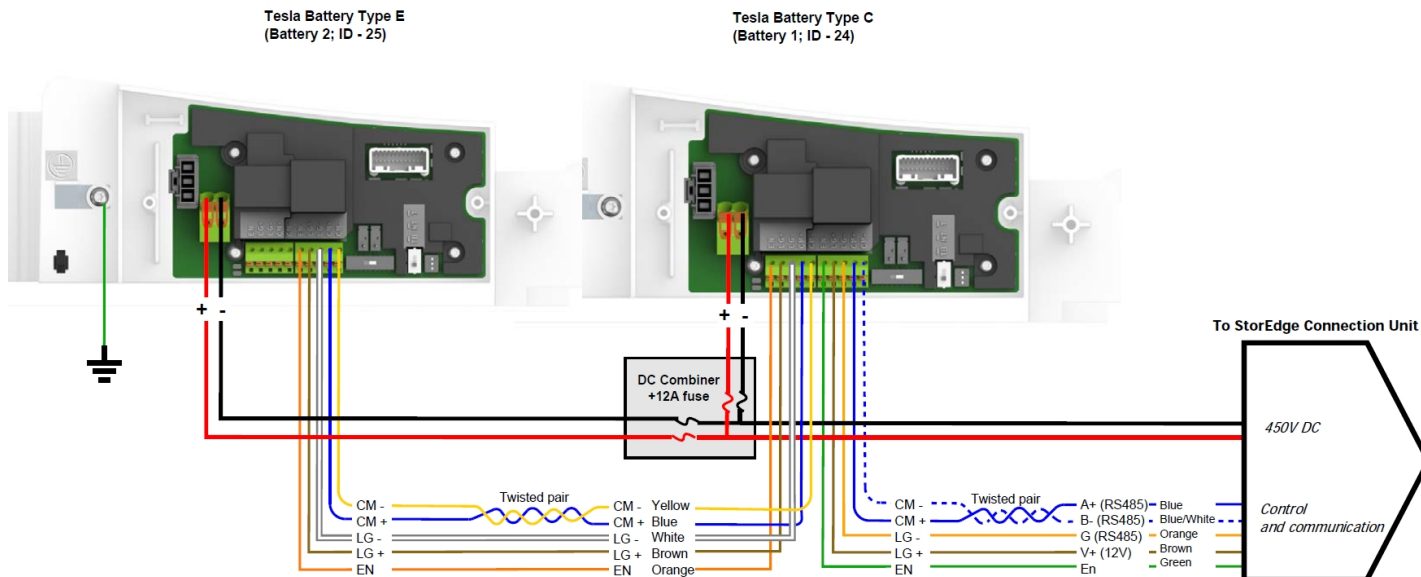 Tesla Battery Type E
(Battery 2; ID - 25)
Tesla Battery Type C
(Battery 1; ID - 24)
+ -
+ -
To StorEdge Connection Unit
DC Combiner
+12A fuse
450V DC
CM - Twisted pair CM - Yellow
CM + CM + Blue
LG - LG - White
LG + LG + Brown
EN EN Orange
CM - Twisted pair A+ (RS485) Blue
CM + B- (RS485) Blue/White
LG - G (RS485) Orange
LG + V+ (12V) Brown
EN En Green
Control
and communication